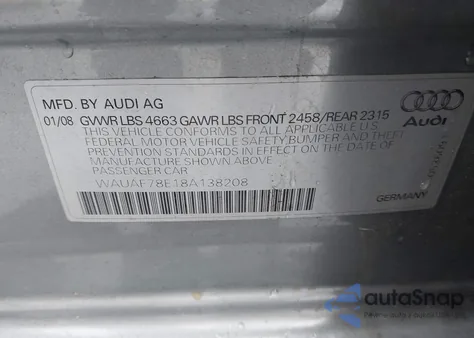 MFD. BY AUDI AG
01/08 GVWR LBS 4663 GAWR LBS FRONT 2458/REAR 2315
THIS VEHICLE CONFORMS TO ALL APPLICABLE U.S.
FEDERAL MOTOR VEHICLE SAFETY BUMPER AND THEFT
PREVENTION STANDARDS IN EFFECT ON THE DATE OF
MANUFACTURE SHOWN ABOVE.
PASSENGER CAR
WAUAF78E18A138208
Audi
GERMANY
autoSnap